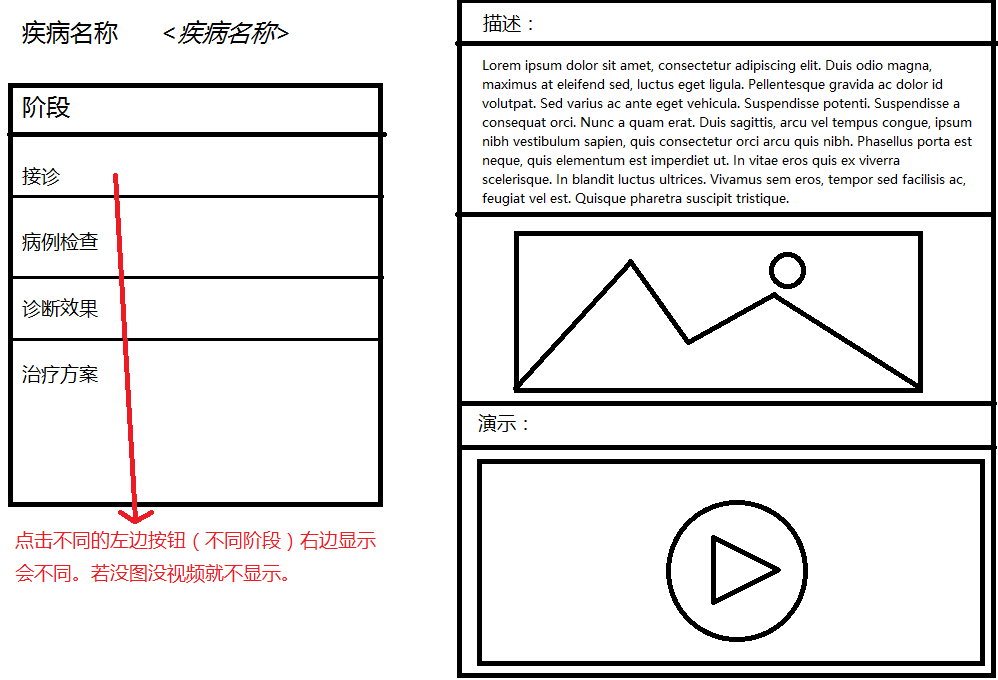 疾病名称 <疾病名称>
阶段
接诊
病例检查
诊断效果
治疗方案
点击不同的左边按钮（不同阶段）右边显示
会不同。若没图没视频就不显示。
描述：
Lorem ipsum dolor sit amet, consectetur adipiscing elit. Duis odio magna,
maximus at eleifend sed, luctus eget ligula. Pellentesque gravida ac dolor id
volutpat. Sed varius ac ante eget vehicula. Suspendisse potenti. Suspendisse a
consequat orci. Nunc a quam erat. Duis sagittis, arcu vel tempus congue, ipsum
nibh vestibulum sapien, quis consectetur orci arcu quis nibh. Phasellus porta est
neque, quis elementum est imperdiet ut. In vitae eros quis ex viverra
scelerisque. In blandit luctus ultrices. Vivamus sem eros, tempor sed facilisis ac,
feugiat vel est. Quisque pharetra suscipit tristique.
演示：